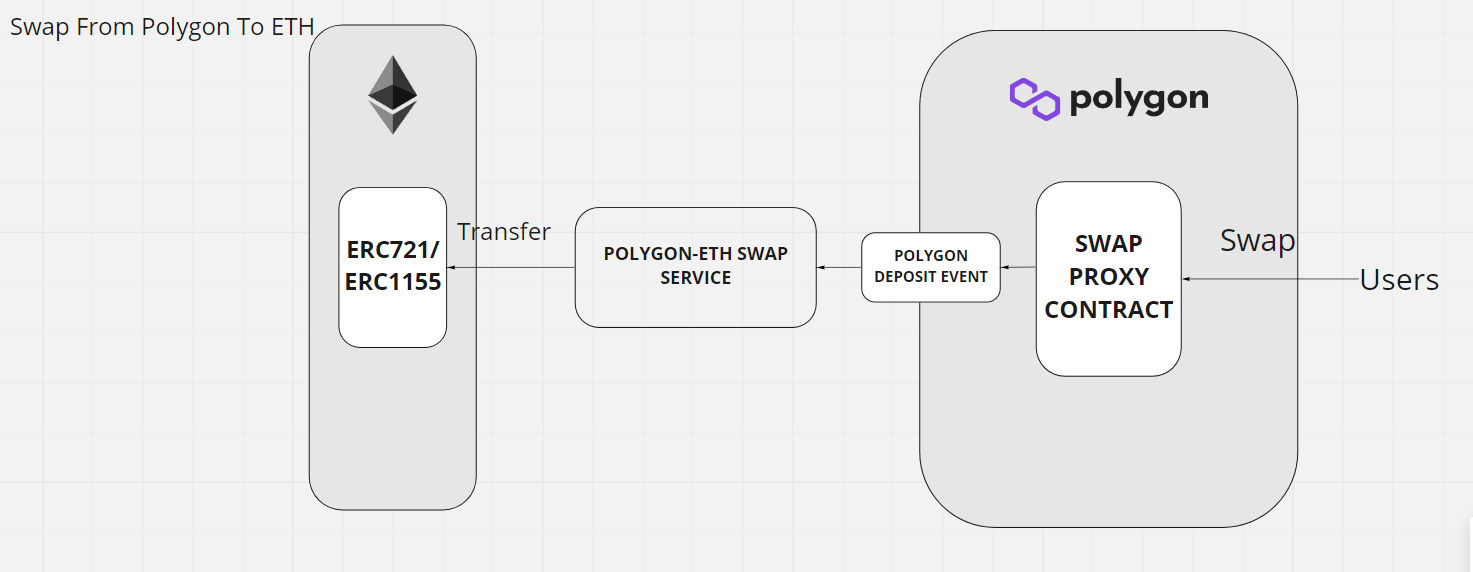 Swap From Polygon To ETH
polygon
ERC721/
ERC1155
Transfer
POLYGON-ETH SWAP
SERVICE
POLYGON
DEPOSIT EVENT
SWAP
PROXY
CONTRACT
Swap
Users